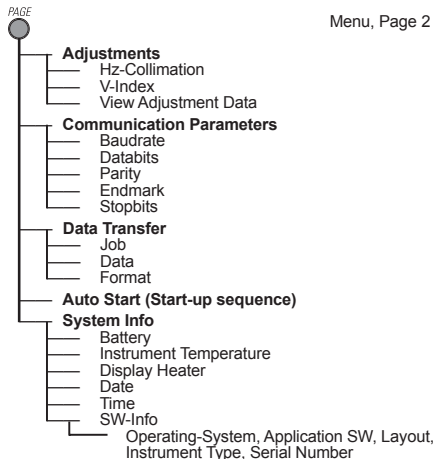 PAGE
Menu, Page 2
Adjustments
Hz-Collimation
V-Index
View Adjustment Data
Communication Parameters
Baudrate
Databits
Parity
Endmark
Stopbits
Data Transfer
Job
Data
Format
Auto Start (Start-up sequence)
System Info
Battery
Instrument Temperature
Display Heater
Date
Time
SW-Info
Operating-System, Application SW, Layout,
Instrument Type, Serial Number